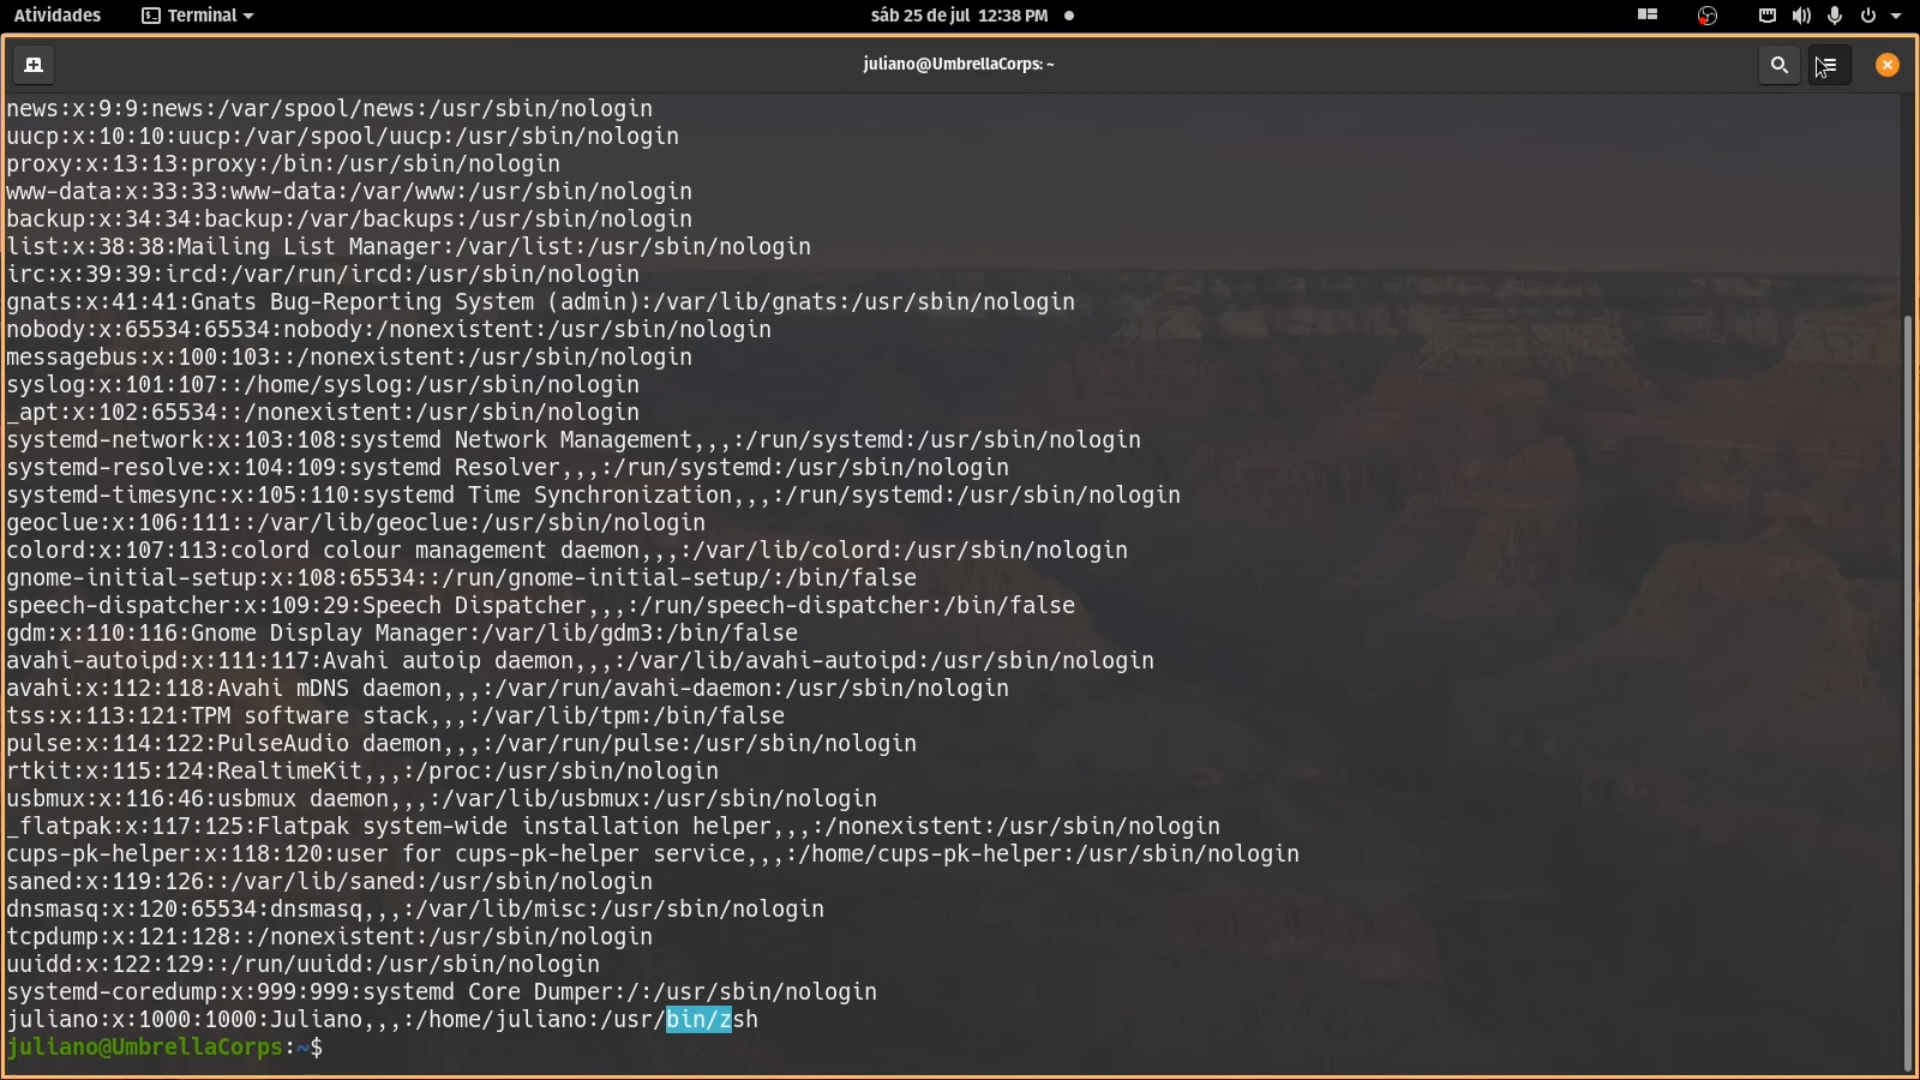 Atividades
Terminal
sáb 25 de jul 12:38 PM
juliano@UmbrellaCorps: ~
news:x:9:9:news:/var/spool/news:/usr/sbin/nologin
uucp:x:10:10:uucp:/var/spool/uucp:/usr/sbin/nologin
proxy:x:13:13:proxy:/bin:/usr/sbin/nologin
www-data:x:33:33:www-data:/var/www:/usr/sbin/nologin
backup:x:34:34:backup:/var/backups:/usr/sbin/nologin
list:x:38:38:Mailing List Manager:/var/list:/usr/sbin/nologin
irc:x:39:39:ircd:/var/run/ircd:/usr/sbin/nologin
gnats:x:41:41:Gnats Bug-Reporting System (admin):/var/lib/gnats:/usr/sbin/nologin
nobody:x:65534:65534:nobody:/nonexistent:/usr/sbin/nologin
messagebus:x:100:103::/nonexistent:/usr/sbin/nologin
syslog:x:101:107::/home/syslog:/usr/sbin/nologin
_apt:x:102:65534::/nonexistent:/usr/sbin/nologin
systemd-network:x:103:108:systemd Network Management,,,:/run/systemd:/usr/sbin/nologin
systemd-resolve:x:104:109:systemd Resolver,,,:/run/systemd:/usr/sbin/nologin
systemd-timesync:x:105:110:systemd Time Synchronization,,,:/run/systemd:/usr/sbin/nologin
geoclue:x:106:111::/var/lib/geoclue:/usr/sbin/nologin
colord:x:107:113:colord colour management daemon,,,:/var/lib/colord:/usr/sbin/nologin
gnome-initial-setup:x:108:65534::/run/gnome-initial-setup/:/bin/false
speech-dispatcher:x:109:29:Speech Dispatcher,,,:/run/speech-dispatcher:/bin/false
gdm:x:110:116:Gnome Display Manager:/var/lib/gdm3:/bin/false
avahi-autoipd:x:111:117:Avahi autoip daemon,,,:/var/lib/avahi-autoipd:/usr/sbin/nologin
avahi:x:112:118:Avahi mDNS daemon,,,:/var/run/avahi-daemon:/usr/sbin/nologin
tss:x:113:121:TPM software stack,,,:/var/lib/tpm:/bin/false
pulse:x:114:122:PulseAudio daemon,,,:/var/run/pulse:/usr/sbin/nologin
rtkit:x:115:124:RealtimeKit,,,:/proc:/usr/sbin/nologin
usbmux:x:116:46:usbmux daemon,,,:/var/lib/usbmux:/usr/sbin/nologin
_flatpak:x:117:125:Flatpak system-wide installation helper,,,:/nonexistent:/usr/sbin/nologin
cups-pk-helper:x:118:120:user for cups-pk-helper service,,,:/home/cups-pk-helper:/usr/sbin/nologin
saned:x:119:126::/var/lib/saned:/usr/sbin/nologin
dnsmasq:x:120:65534:dnsmasq,,,:/var/lib/misc:/usr/sbin/nologin
tcpdump:x:121:128::/nonexistent:/usr/sbin/nologin
uuidd:x:122:129::/run/uuidd:/usr/sbin/nologin
systemd-coredump:x:999:999:systemd Core Dumper:/:/usr/sbin/nologin
juliano:x:1000:1000:Juliano,,,:/home/juliano:/usr/bin/zsh
juliano@UmbrellaCorps:~$